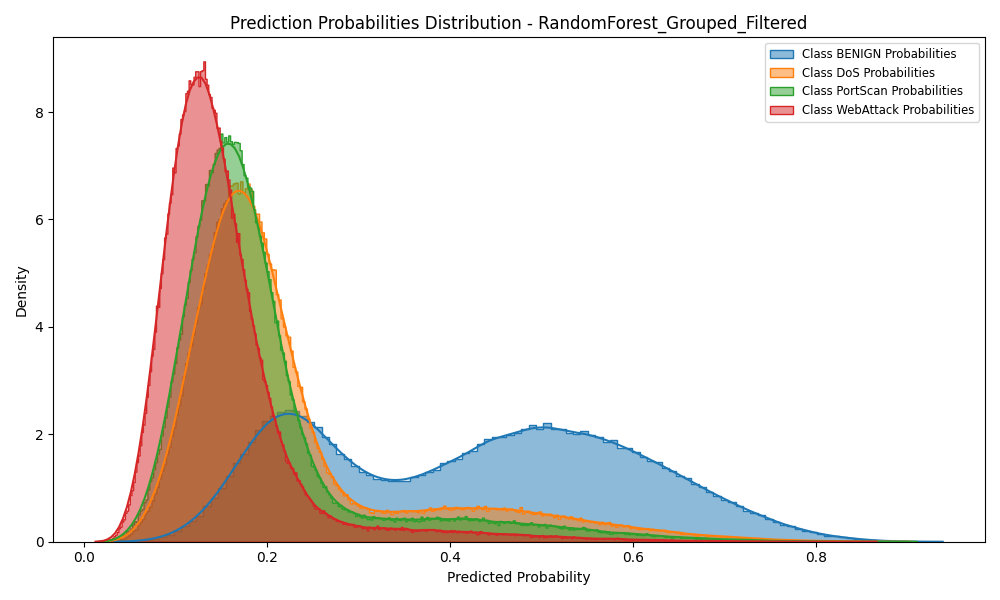 Prediction Probabilities Distribution - RandomForest_Grouped_Filtered
Class BENIGN Probabilities
Class DoS Probabilities
Class PortScan Probabilities
Class WebAttack Probabilities
Density
8
6
4
2
0
0.0 0.2 0.4 0.6 0.8
Predicted Probability